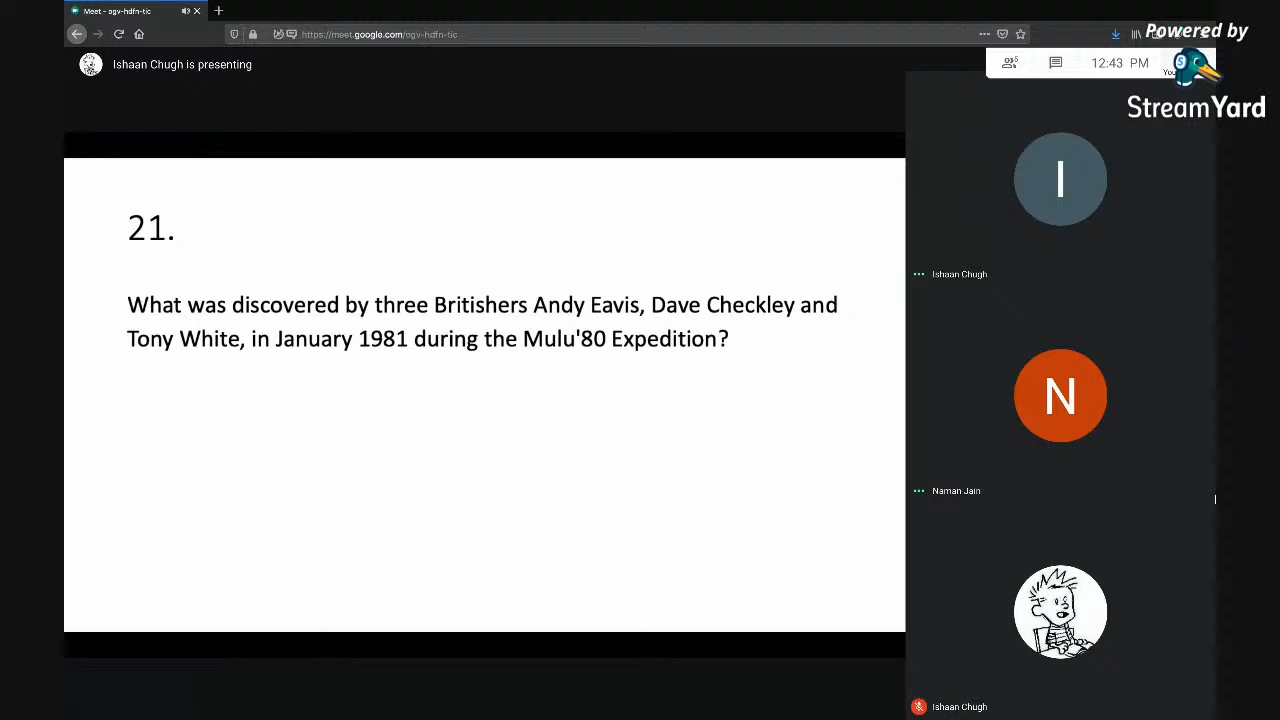 Meet - ogv-hdfn-tic
https://meet.google.com/ogv-hdfn-tic
Powered by
StreamYard
Ishaan Chugh is presenting
5
12:43 PM
You
21.
What was discovered by three Britishers Andy Eavis, Dave Checkley and
Tony White, in January 1981 during the Mulu'80 Expedition?
I
Ishaan Chugh
N
Naman Jain
Ishaan Chugh